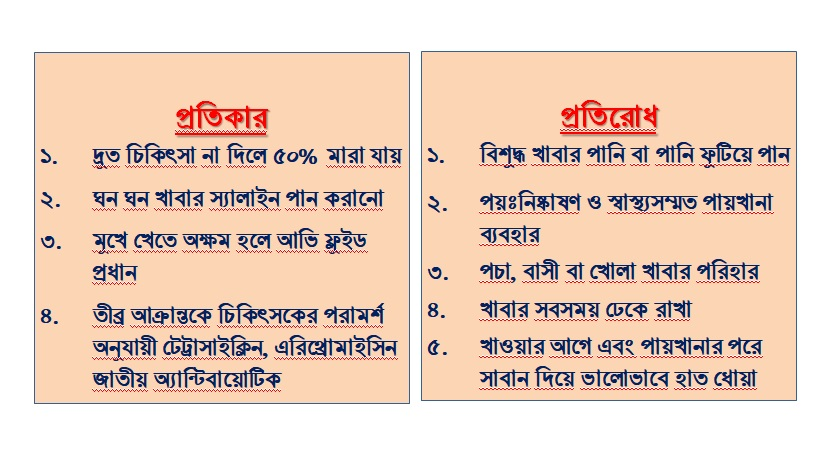 প্রতিকার
১. দ্রুত চিকিৎসা না দিলে ৫০% মারা যায়
২. ঘন ঘন খাবার স্যালাইন পান করানো
৩. মুখে খেতে অক্ষম হলে আভি ফ্লুইড
প্রধান
৪. তীব্র আক্রান্তকে চিকিৎসকের পরামর্শ
অনুযায়ী টেট্রাসাইক্লিন, এরিথ্রোমাইসিন
জাতীয় অ্যান্টিবায়োটিক
প্রতিরোধ
১. বিশুদ্ধ খাবার পানি বা পানি ফুটিয়ে পান
২. পয়ঃনিষ্কাষণ ও স্বাস্থ্যসম্মত পায়খানা
ব্যবহার
৩. পচা, বাসী বা খোলা খাবার পরিহার
৪. খাবার সবসময় ঢেকে রাখা
৫. খাওয়ার আগে এবং পায়খানার পরে
সাবান দিয়ে ভালোভাবে হাত ধোয়া